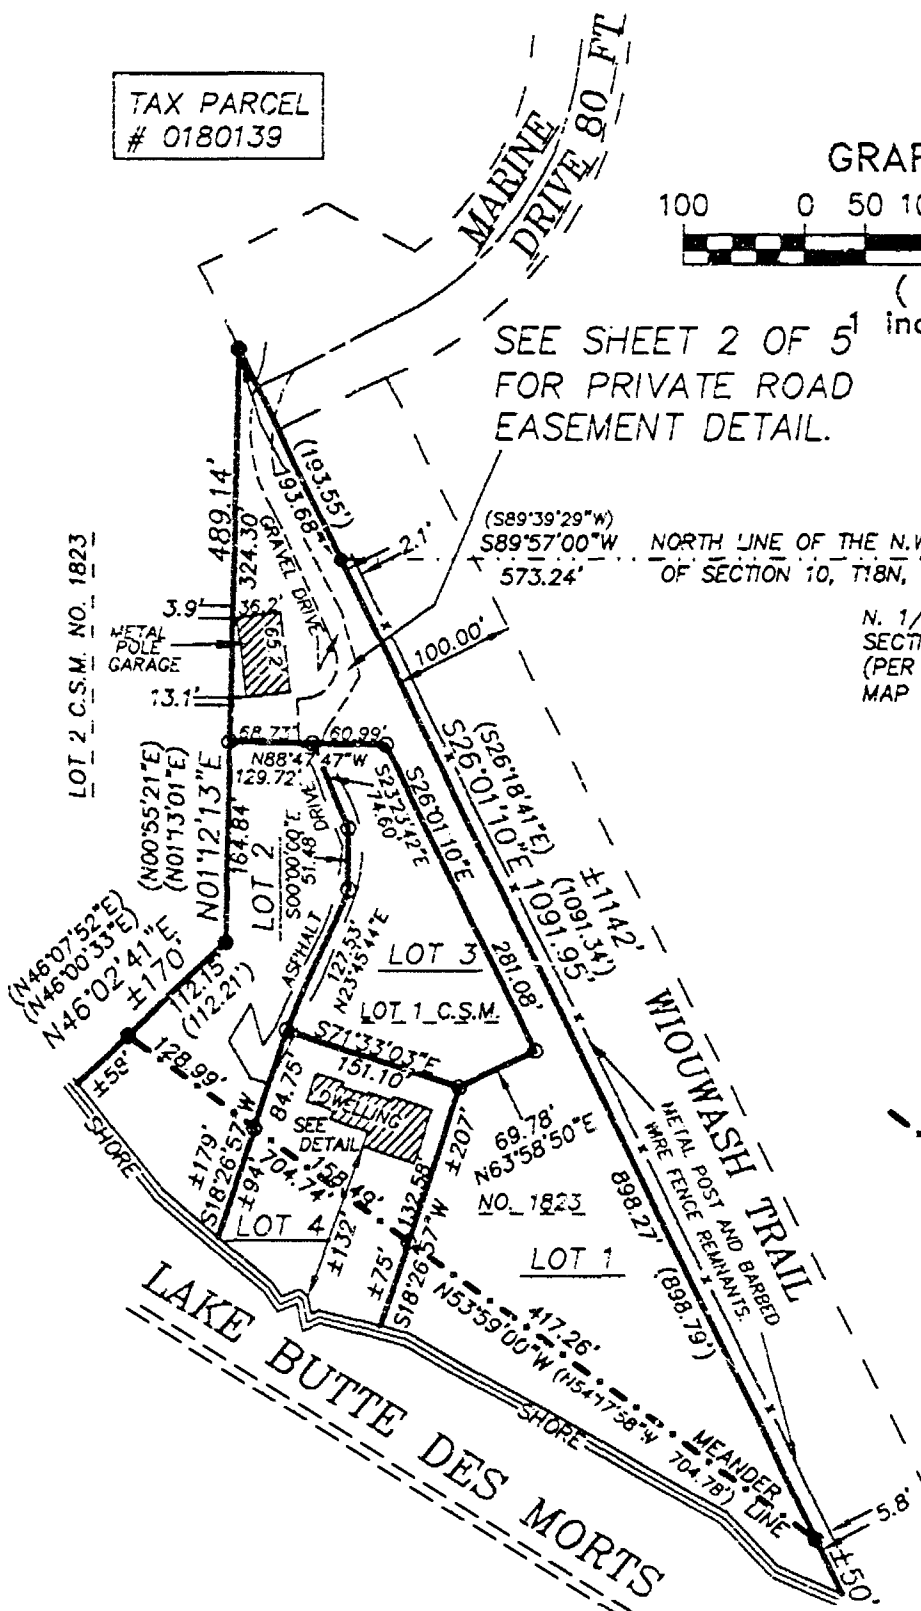 TAX PARCEL
# 0180139
MARINE
DRIVE 80 FT
GRAP
100 0 50 10
(
1 inc
SEE SHEET 2 OF 5
FOR PRIVATE ROAD
EASEMENT DETAIL.
(S89°39'29"W)
S89°57'00"W
573.24'
NORTH LINE OF THE N.W
OF SECTION 10, T18N,
N. 1/
SECTI
(PER
MAP
(193.55')
193.68'
2.1'
489.14'
324.30'
GRAVEL DRIVE
LOT 2 C.S.M. NO. 1823
3.9'
36.2'
65.2'
METAL
POLE
GARAGE
13.1'
100.00'
68.73'
60.99'
N88°47'47"W
129.72'
S23°23'42"E
74.60'
S26°01'10"E
281.08'
(S26°18'41"E)
S26°01'10"E 1091.95'
(1091.34')
±1142'
(N00°55'21"E)
(N01°13'01"E)
N01°12'13"E
164.84'
LOT 2
S00°00'00"E
51.48'
ASPHALT
DRIVE
127.53'
N23°45'44"E
LOT 3
LOT 1 C.S.M.
(N46°07'52"E)
(N46°00'33"E)
N46°02'41"E
±170'
112.15'
(112.21')
±58'
128.99'
S71°33'03"E
151.10'
84.75'
DWELLING
SEE
DETAIL
69.78'
N63°58'50"E
NO. 1823
LOT 1
WIOUWASH TRAIL
METAL POST AND BARBED
WIRE FENCE REMNANTS.
898.27'
(898.79')
SHORE
±179'
S18°26'57"W
±94'
704.74'
158.49'
LOT 4
±132'
±207'
132.58'
±75'
S18°26'57"W
417.26'
N53°59'00"W
(N54°17'58"W
704.78')
MEANDER
LINE
SHORE
LAKE BUTTE DES MORTS
5.8'
±50'